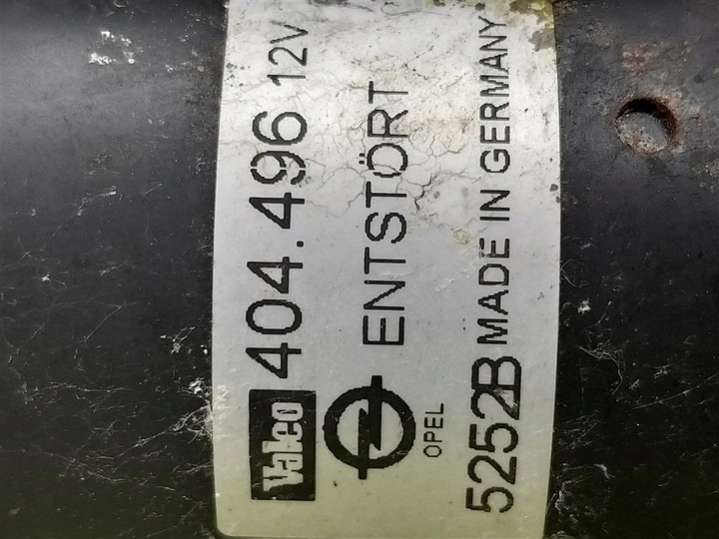 Valeo 404.496 12V
ENTSTÖRT
OPEL
5252B MADE IN GERMANY